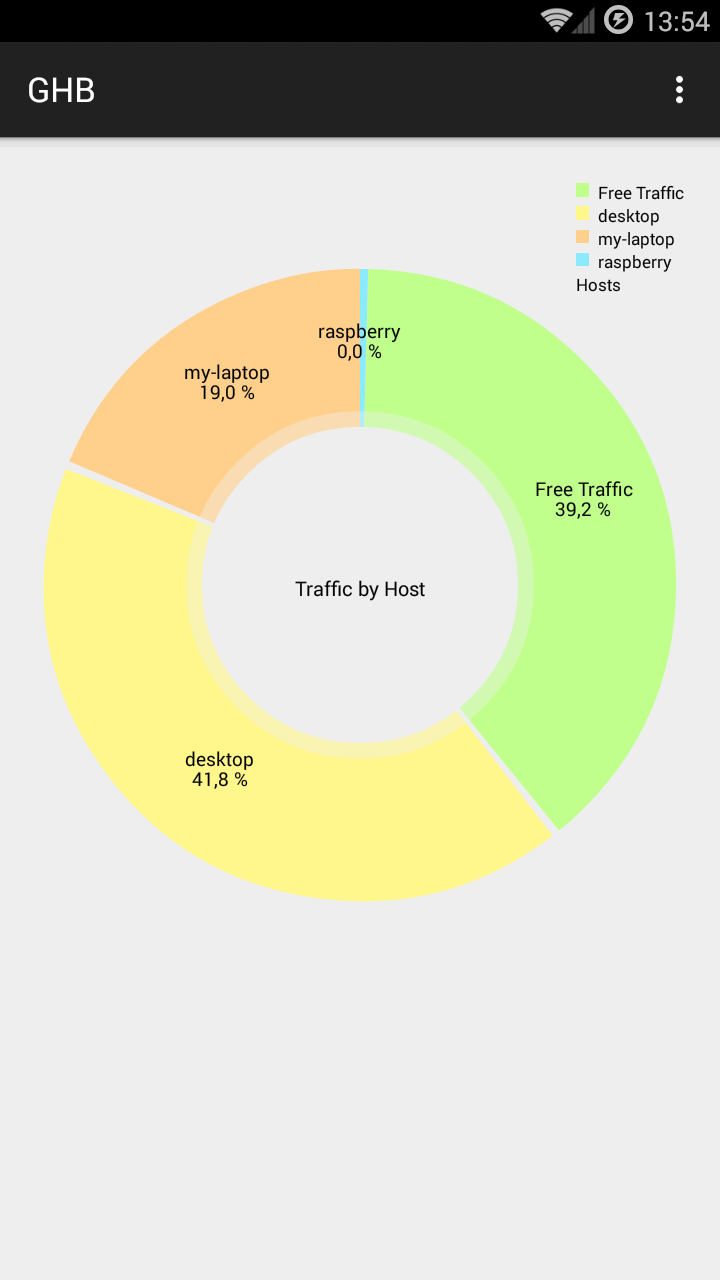 13:54
GHB
Free Traffic
desktop
my-laptop
raspberry
Hosts
raspberry
0,0 %
my-laptop
19,0 %
Free Traffic
39,2 %
Traffic by Host
desktop
41,8 %